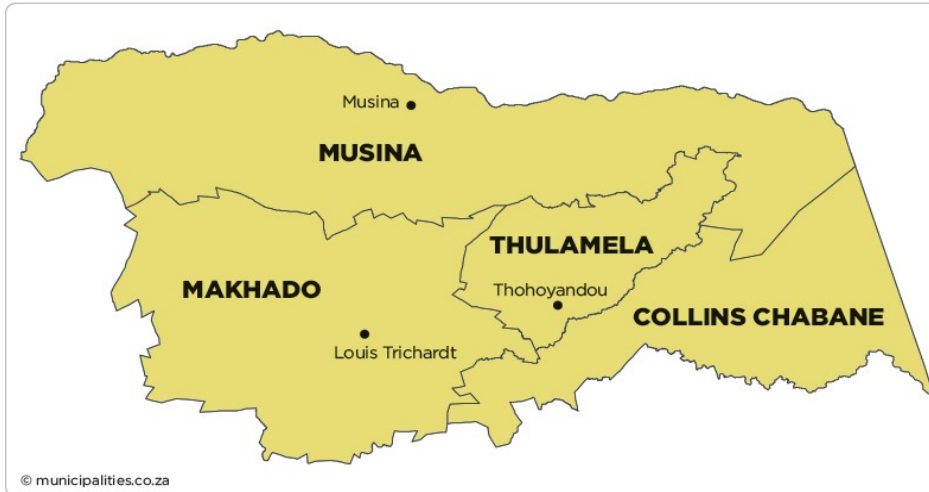 Musina
MUSINA
THULAMELA
MAKHADO
Thohoyandou
COLLINS CHABANE
Louis Trichardt
© municipalities.co.za